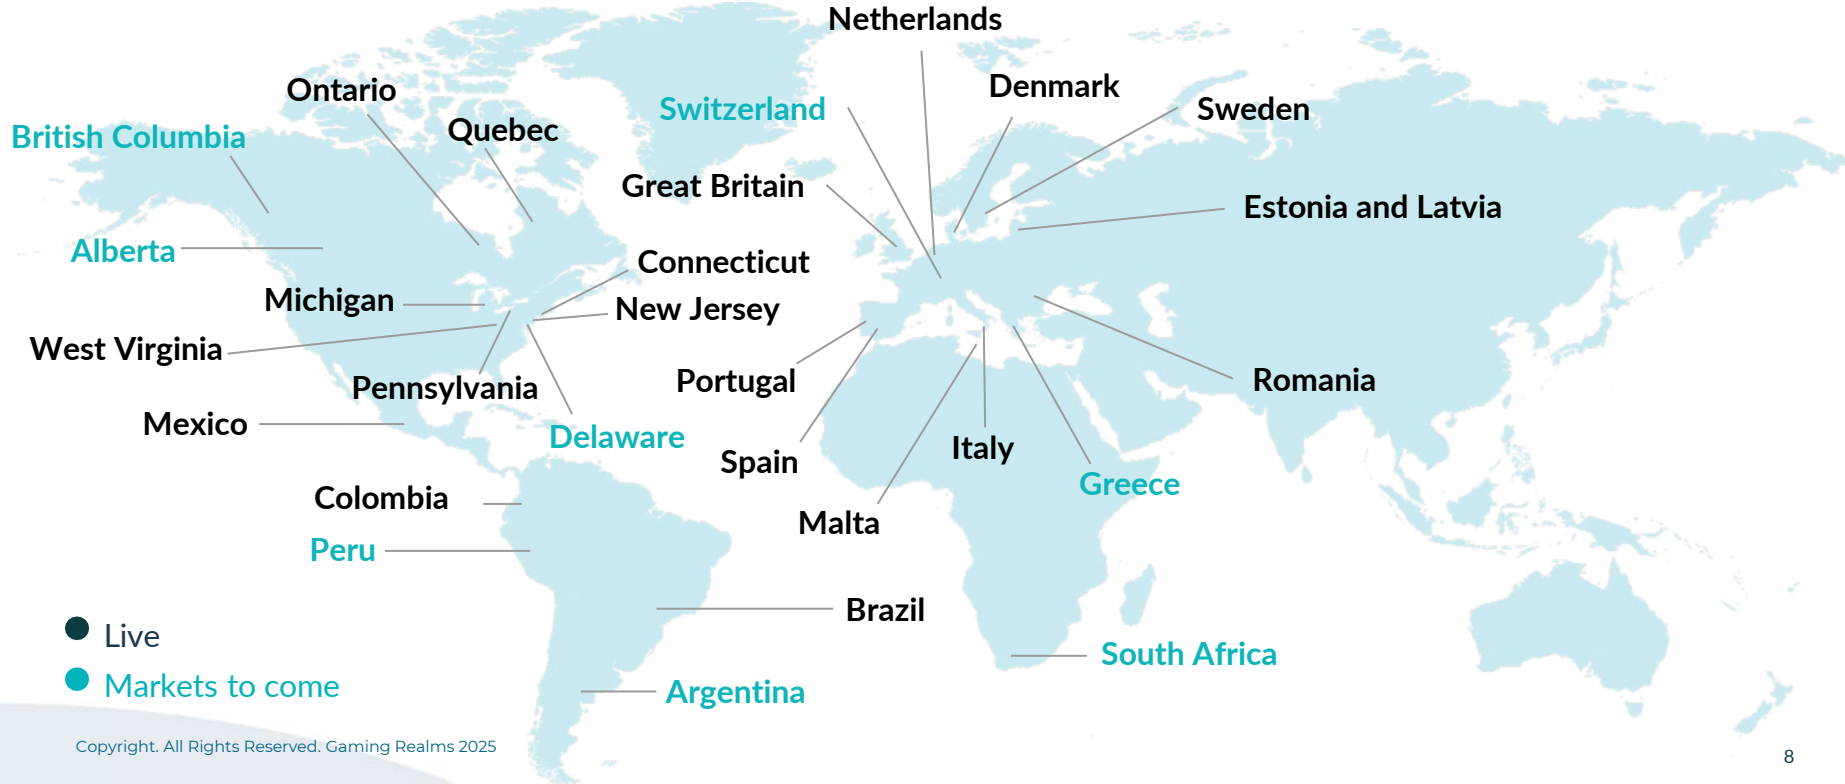 Netherlands
Ontario
Denmark
Switzerland
Sweden
British Columbia
Quebec
Great Britain
Estonia and Latvia
Alberta
Connecticut
Michigan
New Jersey
West Virginia
Pennsylvania
Portugal
Romania
Mexico
Delaware
Spain
Italy
Greece
Colombia
Malta
Peru
Brazil
Live
South Africa
Markets to come
Argentina
Copyright. All Rights Reserved. Gaming Realms 2025
8